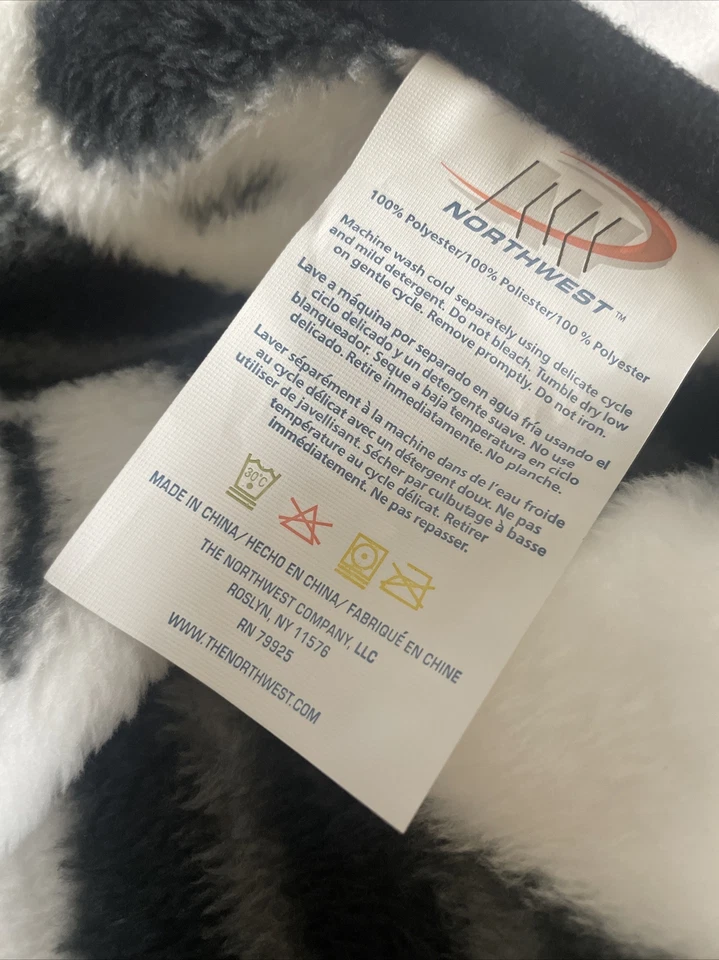 NORTHWEST™
100% Polyester/100% Poliester/100 % Polyester
Machine wash cold separately using delicate cycle
and mild detergent. Do not bleach. Tumble dry low
on gentle cycle. Remove promptly. Do not iron.
Lave a máquina por separado en agua fría usando el
ciclo delicado y un detergente suave. No use
blanqueador. Seque a baja temperatura en ciclo
delicado. Retire inmediatamente. No planche.
Laver séparément à la machine dans de l'eau froide
au cycle délicat avec un détergent doux. Ne pas
utiliser de javellisant. Sécher par culbutage à basse
température au cycle délicat. Retirer
immédiatement. Ne pas repasser.
30°C
MADE IN CHINA/HECHO EN CHINA/ FABRIQUÉ EN CHINE
THE NORTHWEST COMPANY, LLC
ROSLYN, NY 11576
RN 79925
WWW.THENORTHWEST.COM